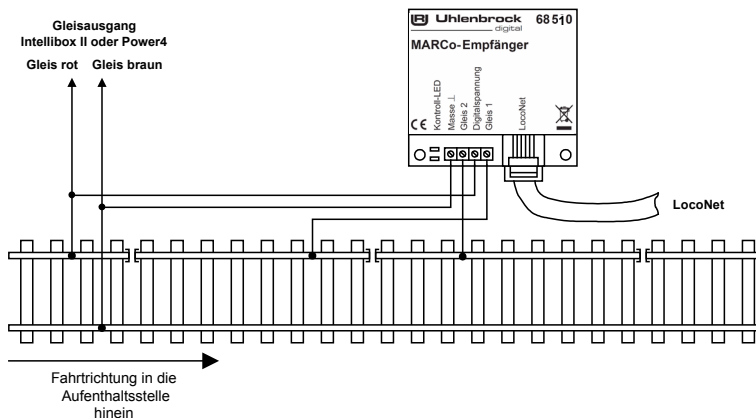 Gleisausgang
Intellibox II oder Power4
Gleis rot Gleis braun
Uhlenbrock 68510
digital
MARCo-Empfänger
Kontroll-LED
Masse ⊥
Gleis 2
Digitalspannung
Gleis 1
LocoNet
CE
LocoNet
Fahrtrichtung in die
Aufenthaltsstelle
hinein